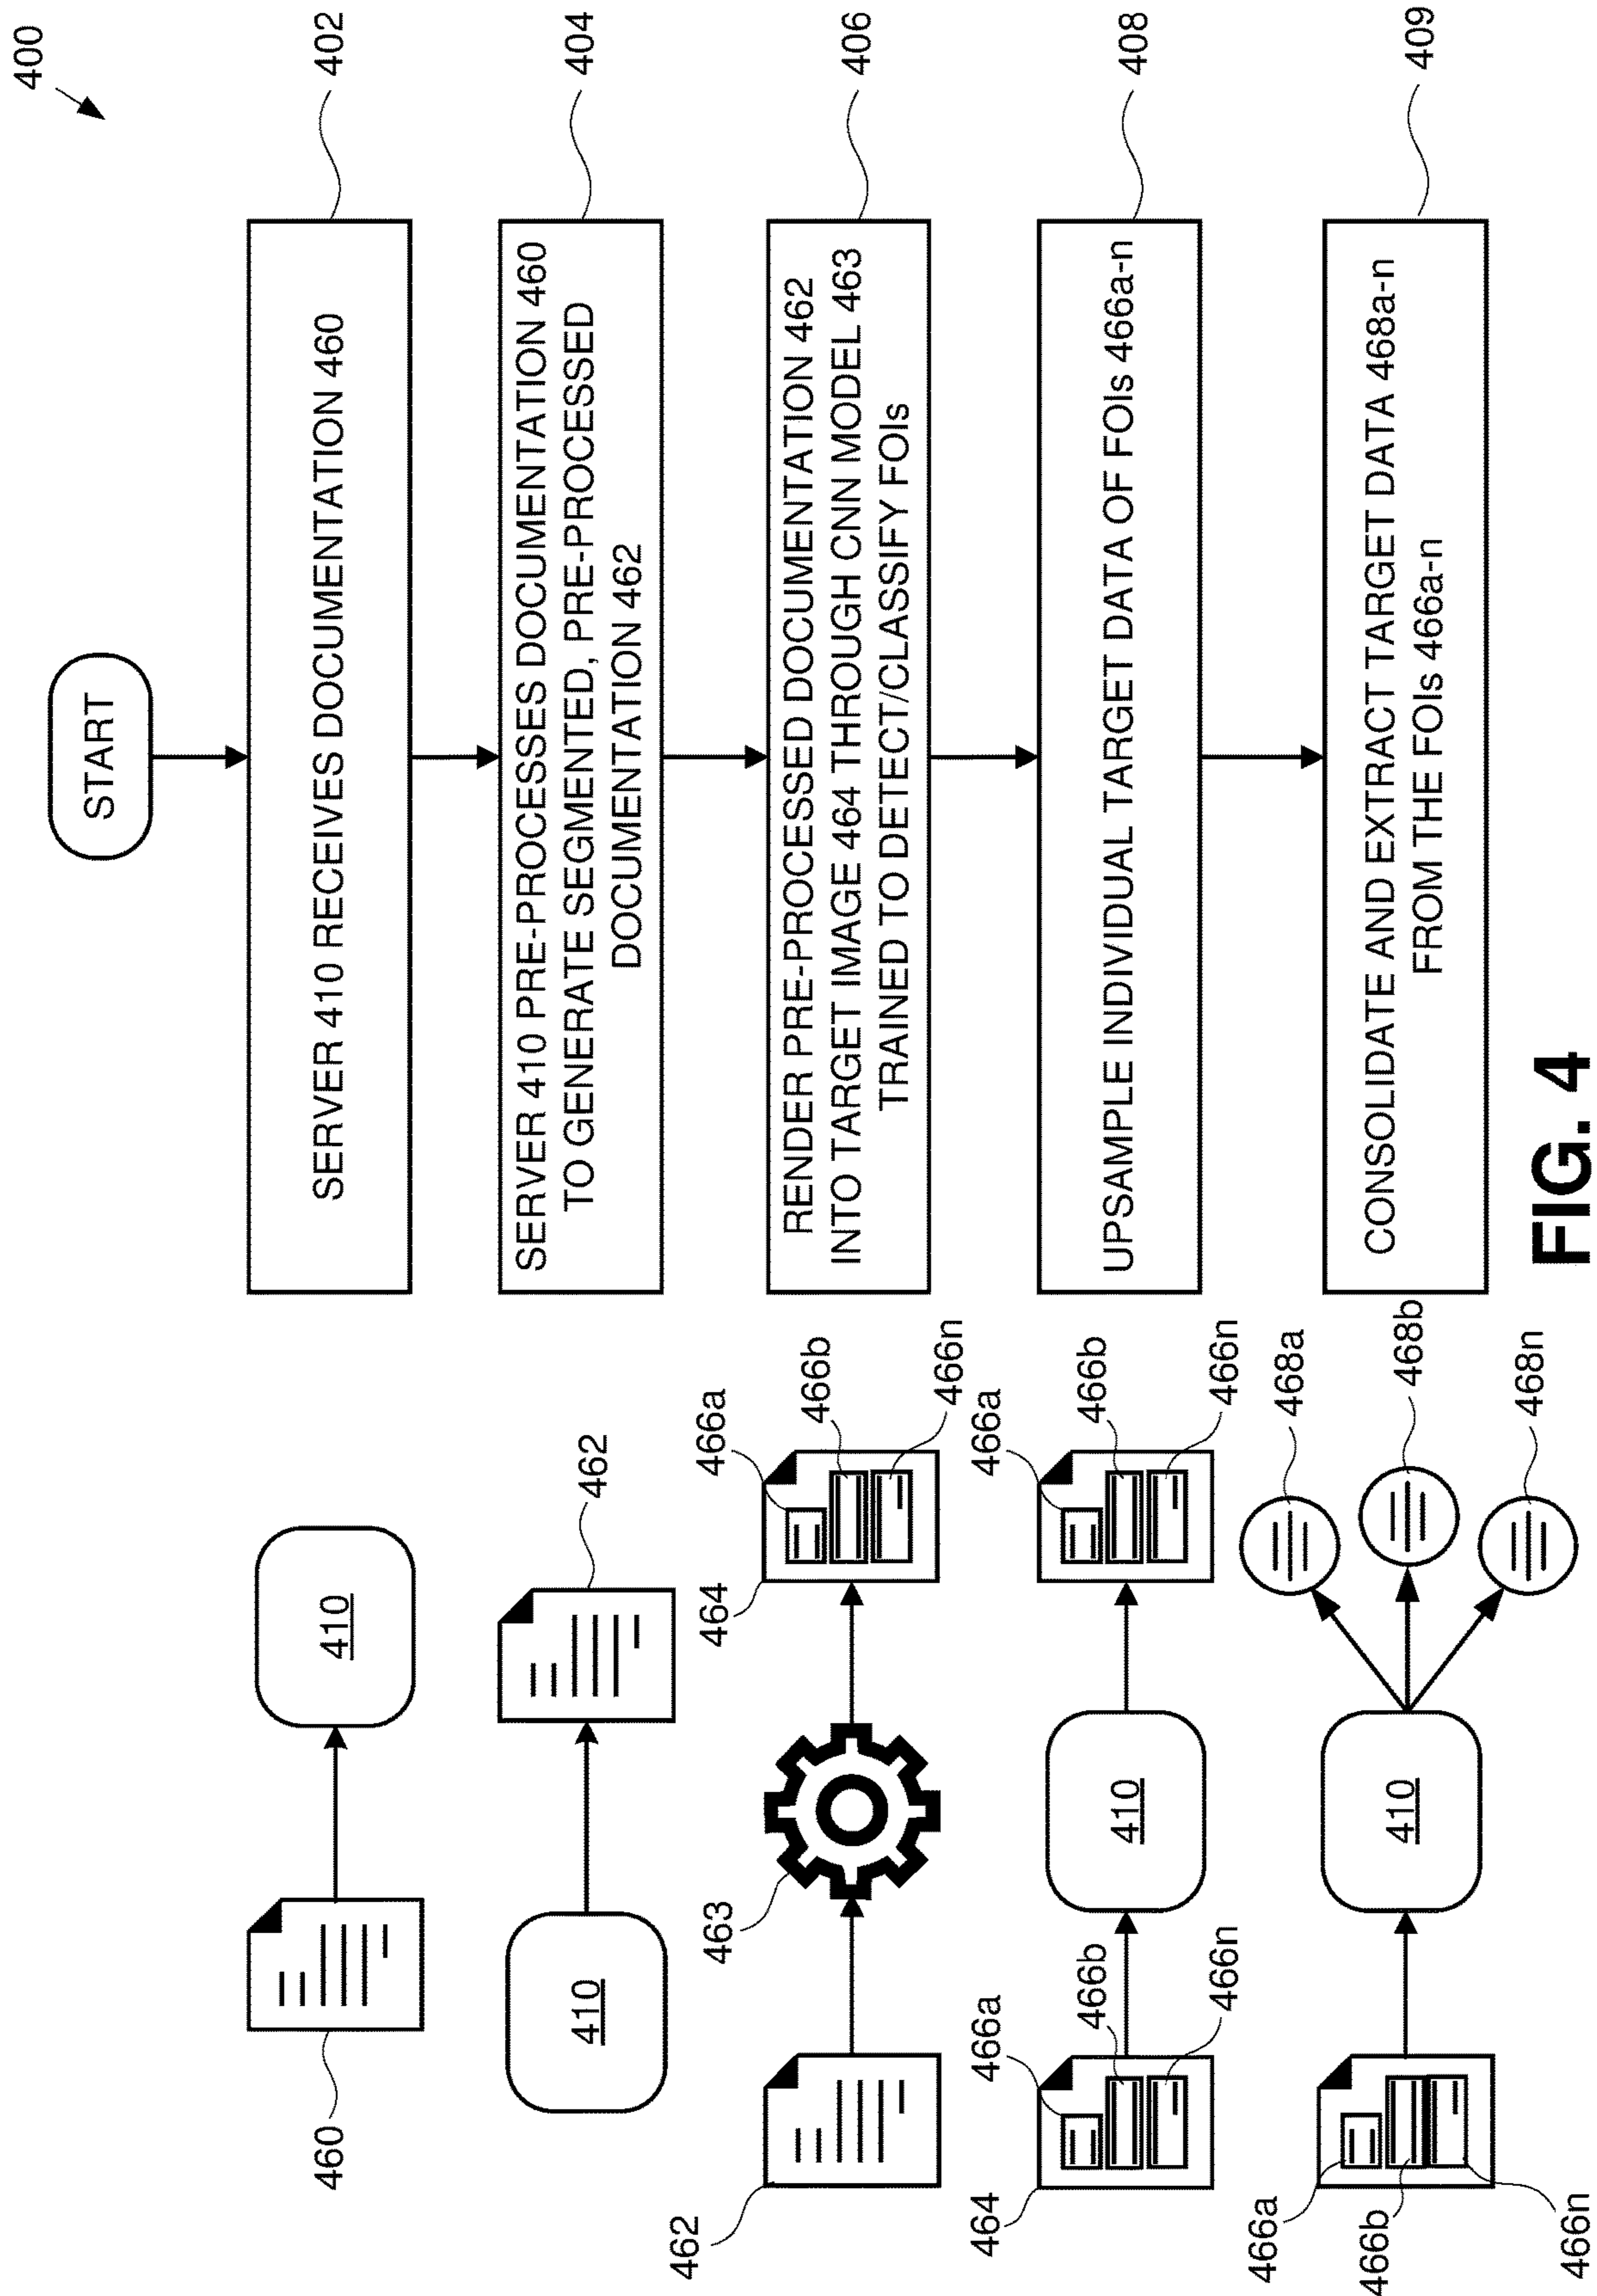 400
START
SERVER 410 RECEIVES DOCUMENTATION 460
402
460
410
SERVER 410 PRE-PROCESSES DOCUMENTATION 460
TO GENERATE SEGMENTED, PRE-PROCESSED
DOCUMENTATION 462
404
410
462
RENDER PRE-PROCESSED DOCUMENTATION 462
INTO TARGET IMAGE 464 THROUGH CNN MODEL 463
TRAINED TO DETECT/CLASSIFY FOIs
406
462
463
464
466a
466b
466n
UPSAMPLE INDIVIDUAL TARGET DATA OF FOIs 466a-n
408
464
466a
466b
466n
410
466a
466b
466n
CONSOLIDATE AND EXTRACT TARGET DATA 468a-n
FROM THE FOIs 466a-n
409
466a
466b
466n
410
468a
468b
468n
FIG. 4